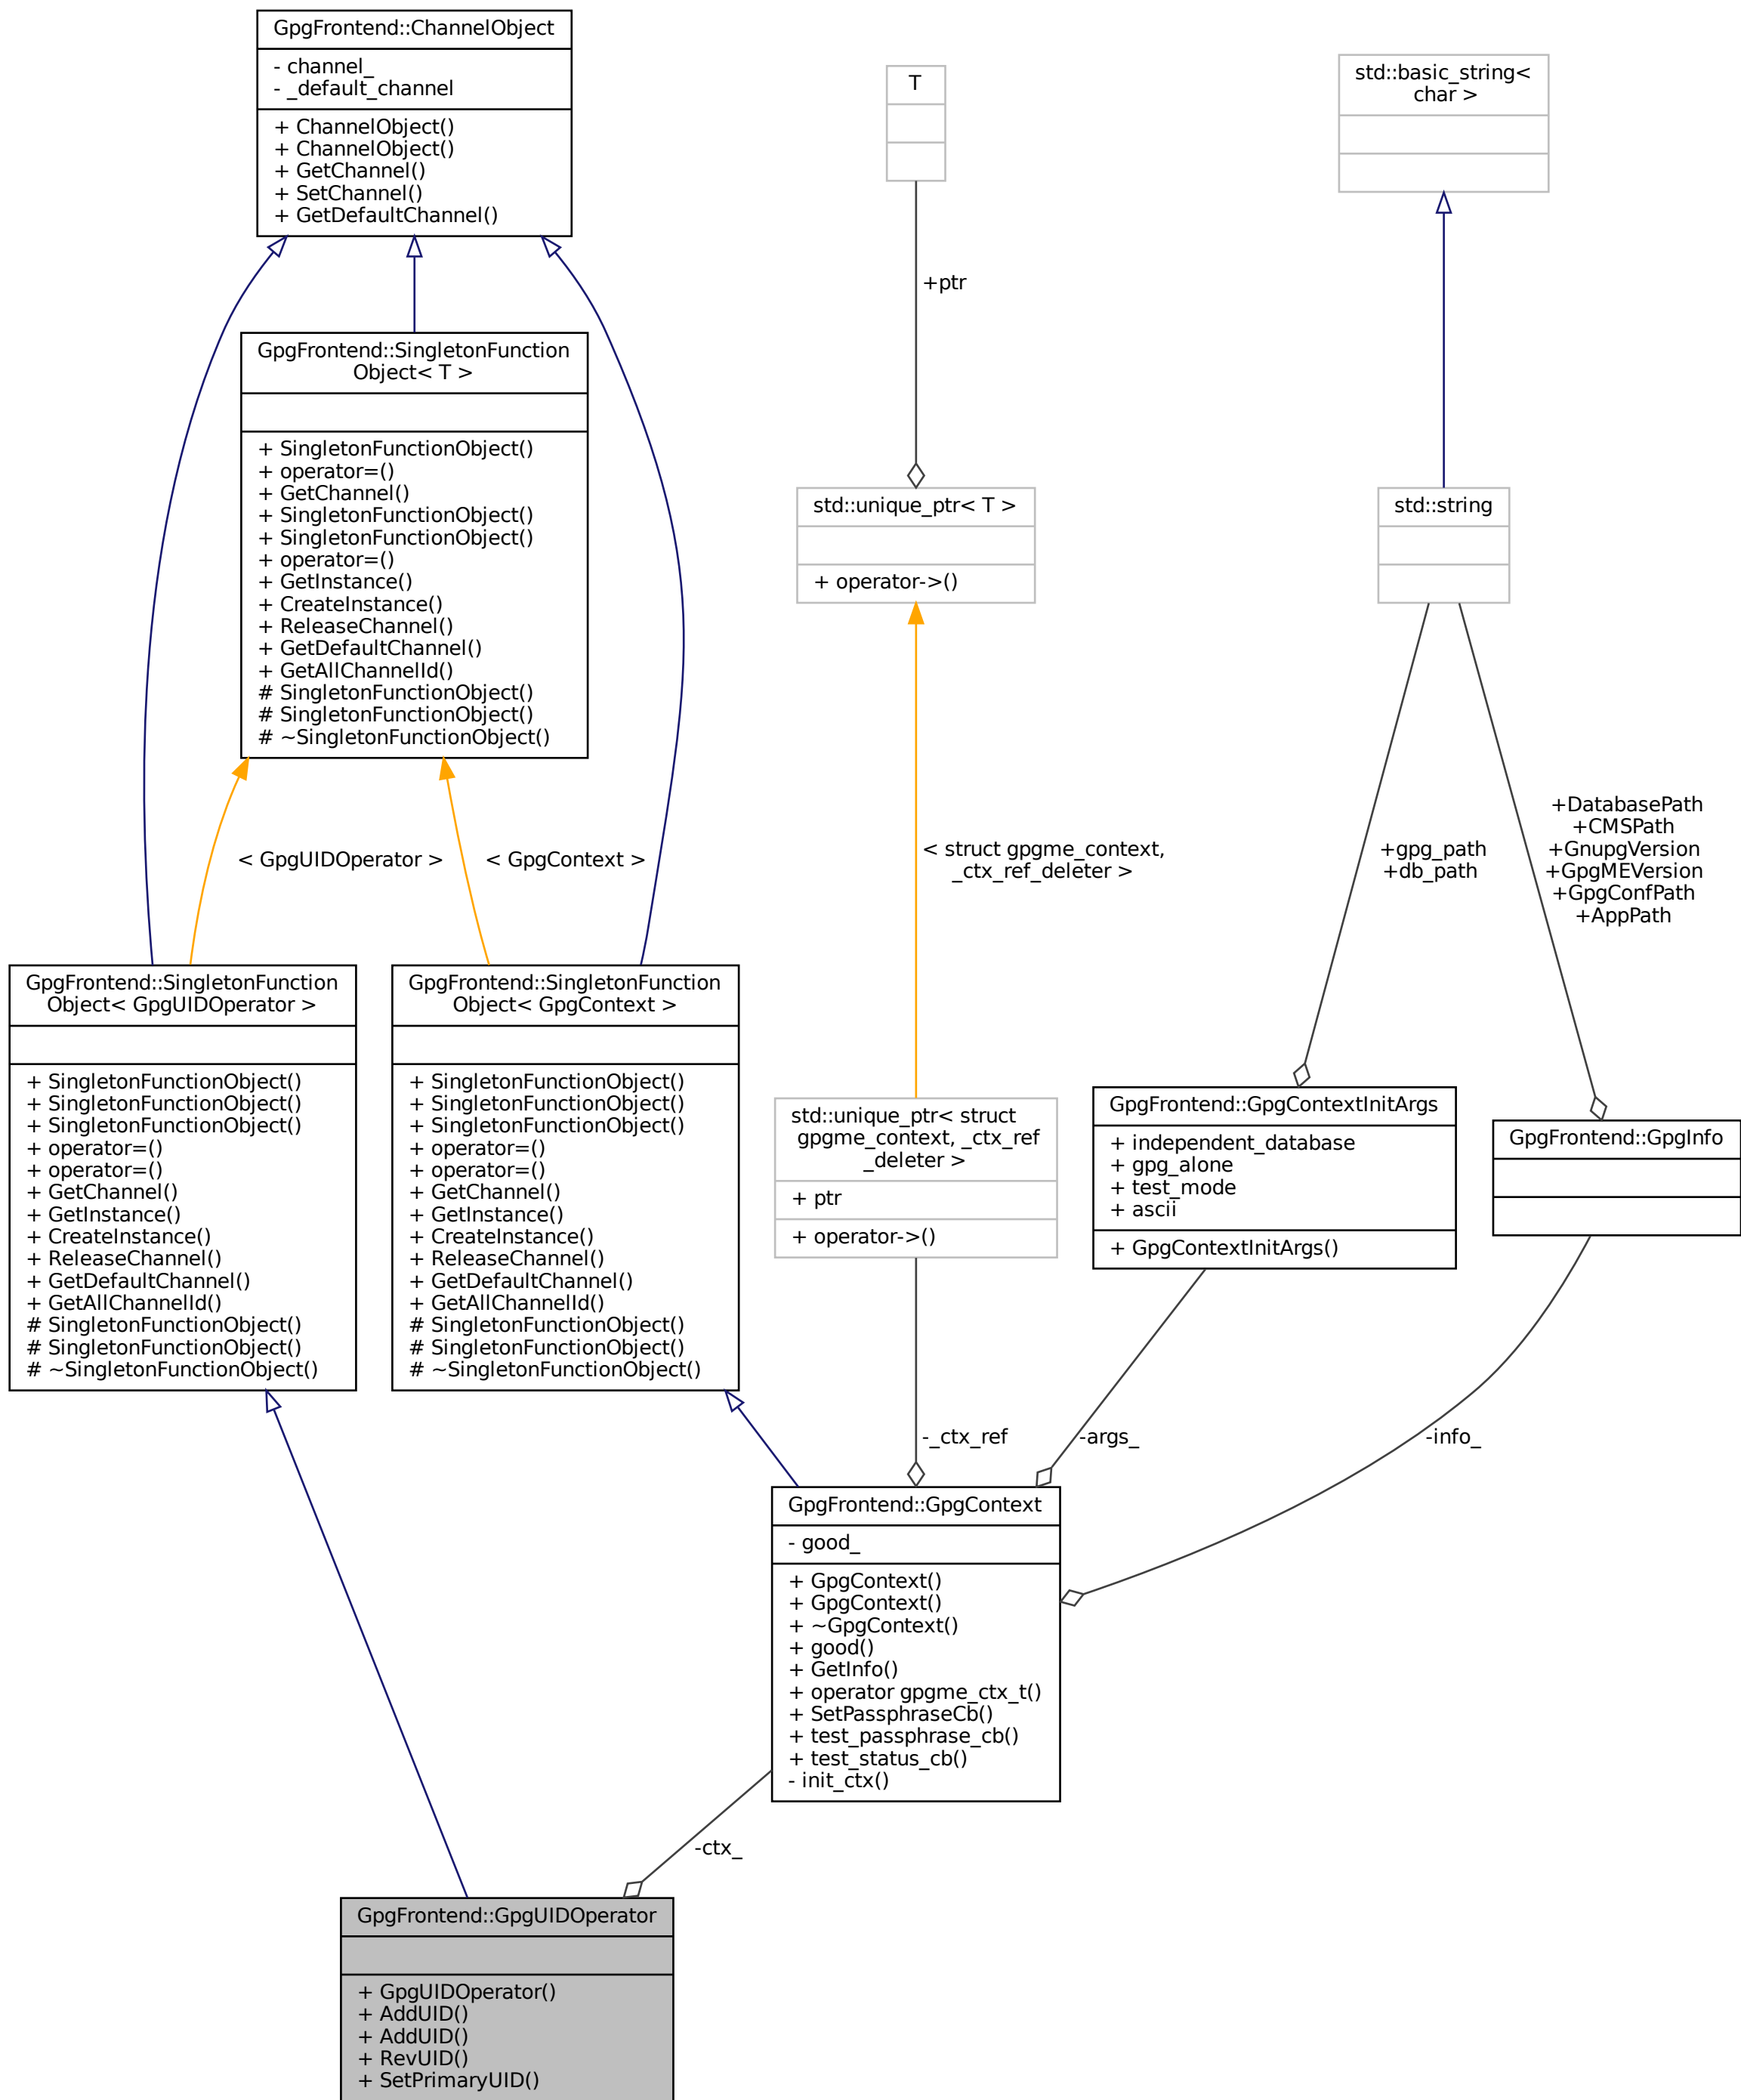 GpgFrontend::ChannelObject
- channel_
- _default_channel
+ ChannelObject()
+ ChannelObject()
+ GetChannel()
+ SetChannel()
+ GetDefaultChannel()
T
std::basic_string<
char >
+ptr
GpgFrontend::SingletonFunction
Object< T >
+ SingletonFunctionObject()
+ operator=()
+ GetChannel()
+ SingletonFunctionObject()
+ SingletonFunctionObject()
+ operator=()
+ GetInstance()
+ CreateInstance()
+ ReleaseChannel()
+ GetDefaultChannel()
+ GetAllChannelId()
# SingletonFunctionObject()
# SingletonFunctionObject()
# ~SingletonFunctionObject()
std::unique_ptr< T >
+ operator->()
std::string
< GpgUIDOperator >
< GpgContext >
< struct gpgme_context,
_ctx_ref_deleter >
+gpg_path
+db_path
+DatabasePath
+CMSPath
+GnupgVersion
+GpgMEVersion
+GpgConfPath
+AppPath
GpgFrontend::SingletonFunction
Object< GpgUIDOperator >
+ SingletonFunctionObject()
+ SingletonFunctionObject()
+ SingletonFunctionObject()
+ operator=()
+ operator=()
+ GetChannel()
+ GetInstance()
+ CreateInstance()
+ ReleaseChannel()
+ GetDefaultChannel()
+ GetAllChannelId()
# SingletonFunctionObject()
# SingletonFunctionObject()
# ~SingletonFunctionObject()
GpgFrontend::SingletonFunction
Object< GpgContext >
+ SingletonFunctionObject()
+ SingletonFunctionObject()
+ SingletonFunctionObject()
+ operator=()
+ operator=()
+ GetChannel()
+ GetInstance()
+ CreateInstance()
+ ReleaseChannel()
+ GetDefaultChannel()
+ GetAllChannelId()
# SingletonFunctionObject()
# SingletonFunctionObject()
# ~SingletonFunctionObject()
std::unique_ptr< struct
gpgme_context, _ctx_ref
_deleter >
+ ptr
+ operator->()
GpgFrontend::GpgContextInitArgs
+ independent_database
+ gpg_alone
+ test_mode
+ ascii
+ GpgContextInitArgs()
GpgFrontend::GpgInfo
-_ctx_ref
-args_
-info_
GpgFrontend::GpgContext
- good_
+ GpgContext()
+ GpgContext()
+ ~GpgContext()
+ good()
+ GetInfo()
+ operator gpgme_ctx_t()
+ SetPassphraseCb()
+ test_passphrase_cb()
+ test_status_cb()
- init_ctx()
-ctx_
GpgFrontend::GpgUIDOperator
+ GpgUIDOperator()
+ AddUID()
+ AddUID()
+ RevUID()
+ SetPrimaryUID()